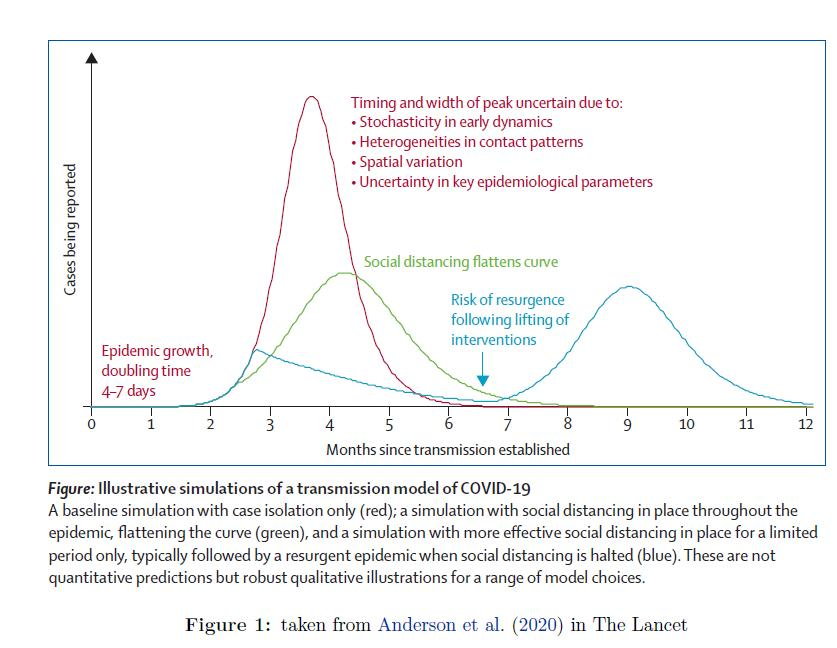 Timing and width of peak uncertain due to:
• Stochasticity in early dynamics
• Heterogeneities in contact patterns
• Spatial variation
• Uncertainty in key epidemiological parameters
Cases being reported
Social distancing flattens curve
Risk of resurgence
following lifting of
interventions
Epidemic growth,
doubling time
4–7 days
0 1 2 3 4 5 6 7 8 9 10 11 12
Months since transmission established
Figure: Illustrative simulations of a transmission model of COVID-19
A baseline simulation with case isolation only (red); a simulation with social distancing in place throughout the
epidemic, flattening the curve (green), and a simulation with more effective social distancing in place for a limited
period only, typically followed by a resurgent epidemic when social distancing is halted (blue). These are not
quantitative predictions but robust qualitative illustrations for a range of model choices.
Figure 1: taken from Anderson et al. (2020) in The Lancet